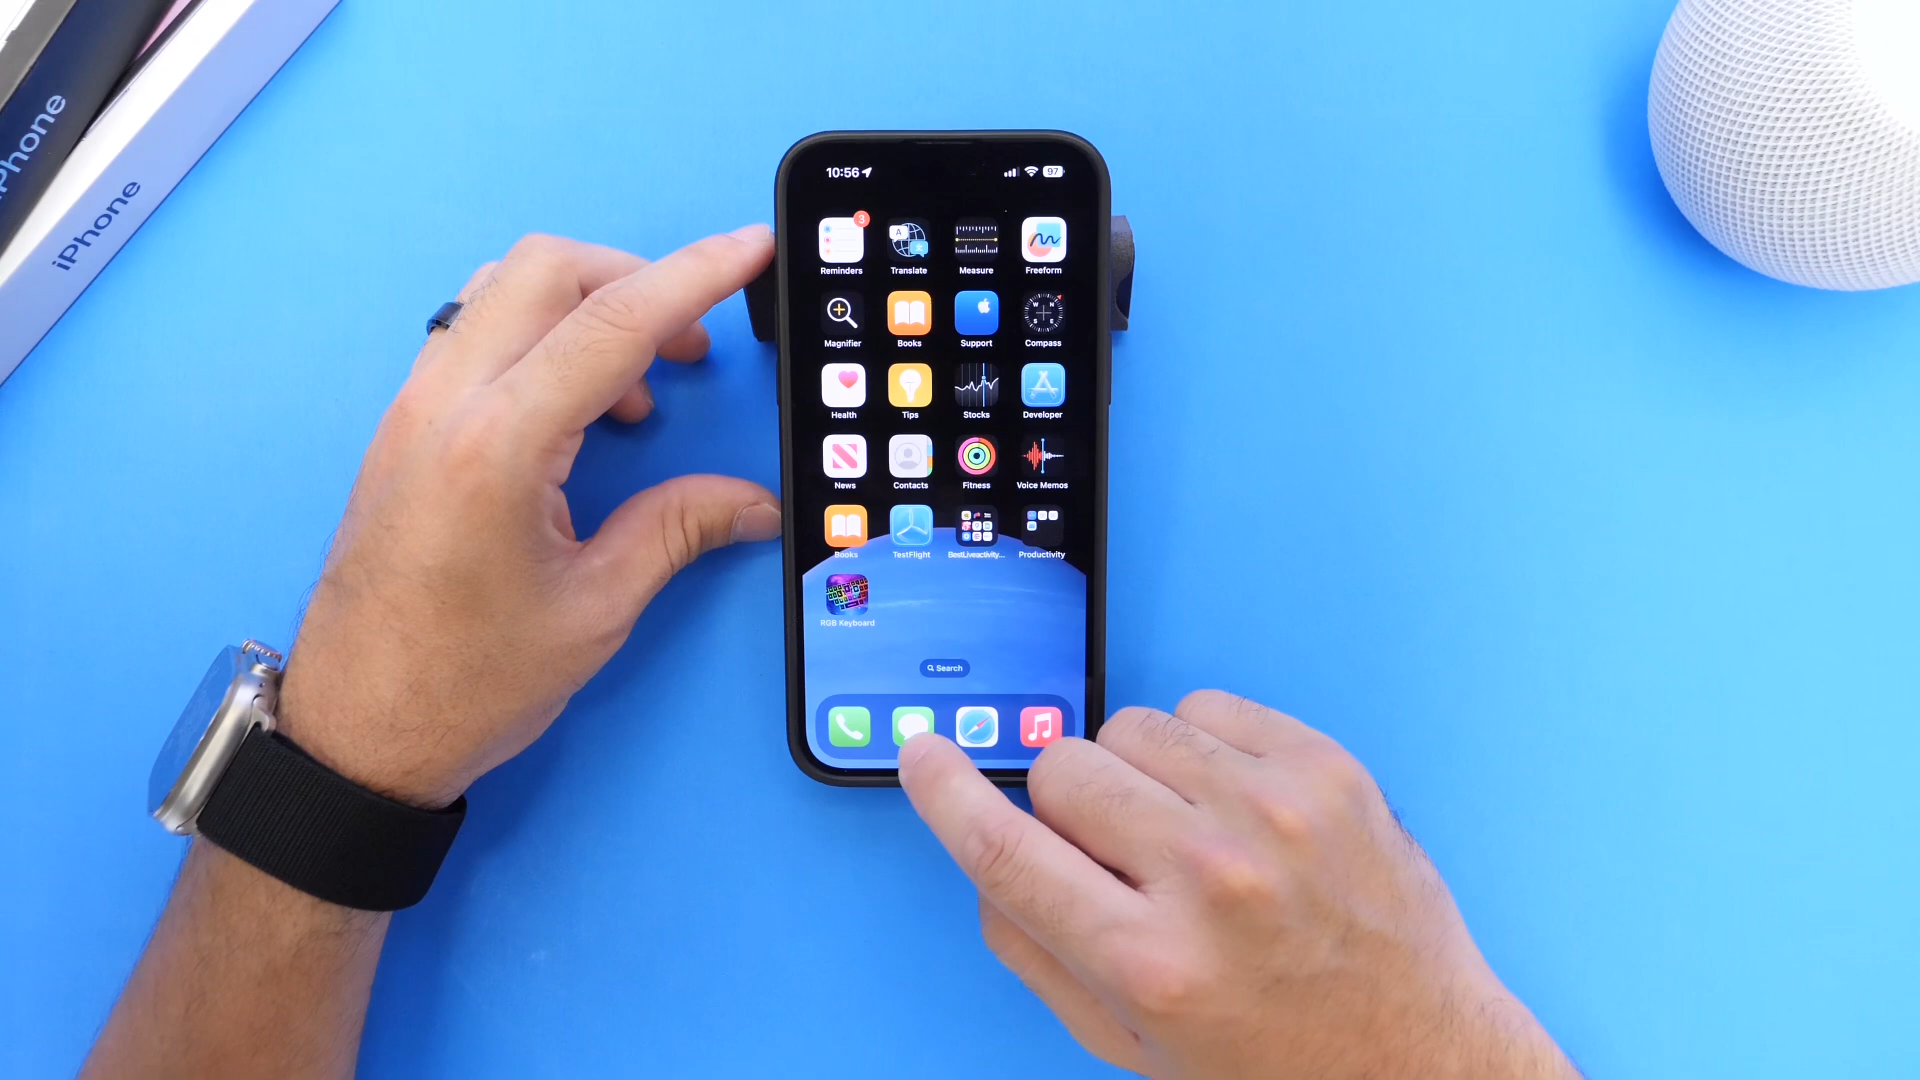 iPhone
iPhone
10:56
97
3
Reminders
Translate
Measure
Freeform
Magnifier
Books
Support
Compass
Health
Tips
Stocks
Developer
News
Contacts
Fitness
Voice Memos
Books
TestFlight
BestLiveactivity...
Productivity
RGB Keyboard
Search